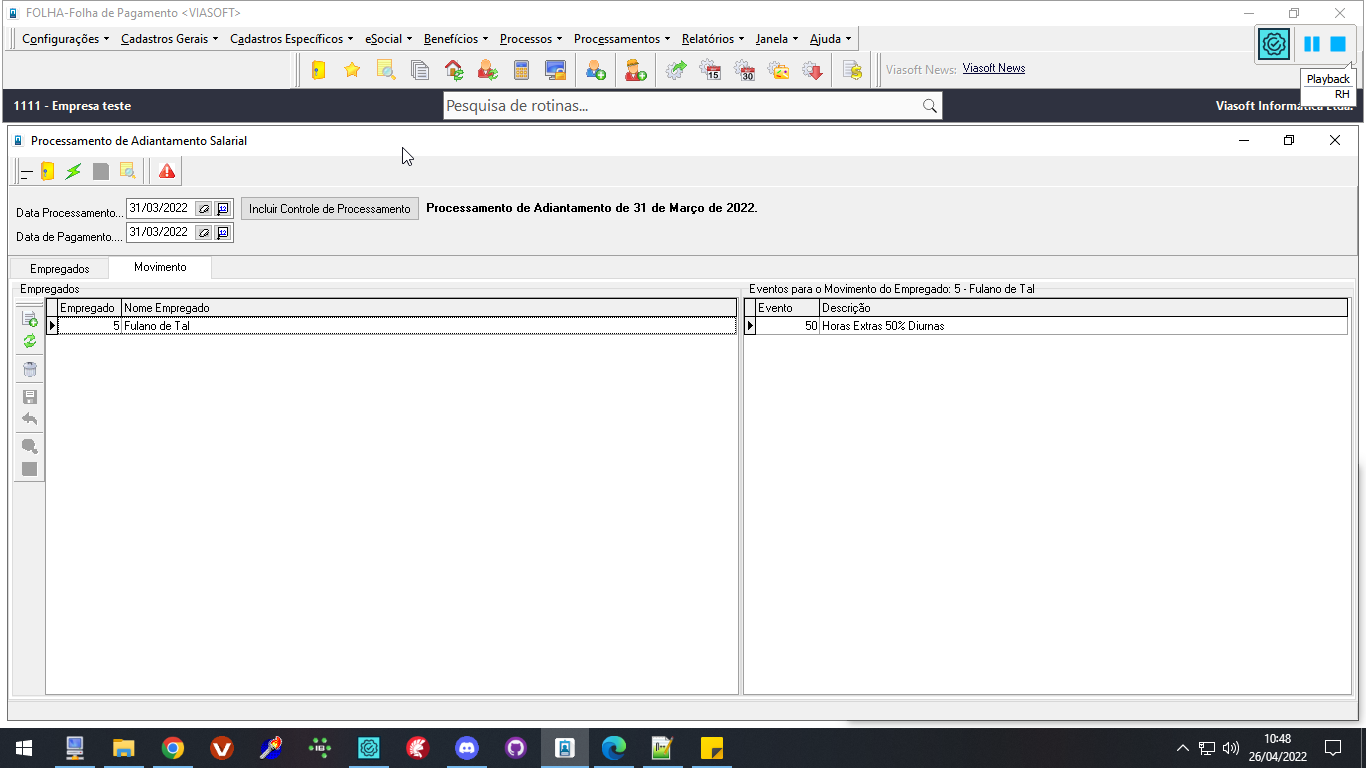 FOLHA-Folha de Pagamento <VIASOFT>
Configurações Cadastros Gerais Cadastros Específicos eSocial Benefícios Processos Processamentos Relatórios Janela Ajuda
Viasoft News: Viasoft News
15
30
Playback
RH
1111 - Empresa teste
Pesquisa de rotinas...
Viasoft Informática Ltda.
Processamento de Adiantamento Salarial
Data Processamento... 31/03/2022 12 Incluir Controle de Processamento Processamento de Adiantamento de 31 de Março de 2022.
Data de Pagamento.... 31/03/2022 12
Empregados Movimento
Empregados
Empregado Nome Empregado
5 Fulano de Tal
Eventos para o Movimento do Empregado: 5 - Fulano de Tal
Evento Descrição
50 Horas Extras 50% Diurnas
10:48
26/04/2022